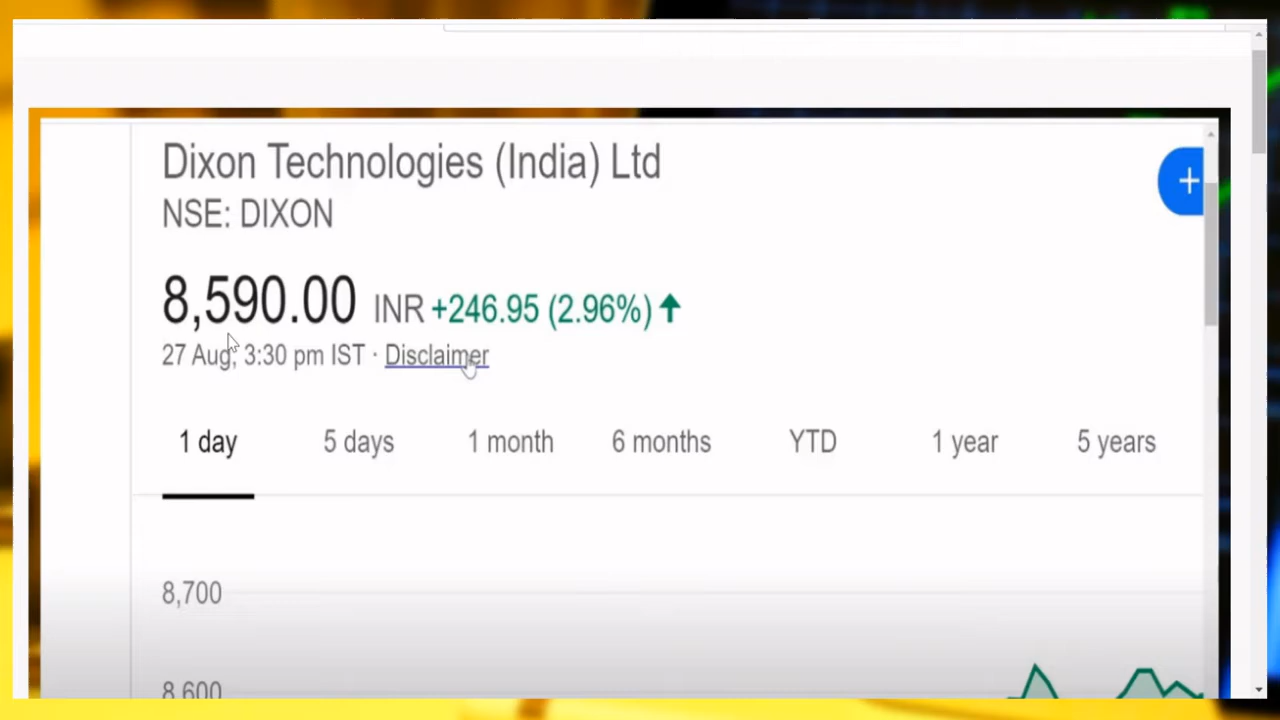 Dixon Technologies (India) Ltd
NSE: DIXON
8,590.00 INR +246.95 (2.96%)
27 Aug, 3:30 pm IST · Disclaimer
1 day 5 days 1 month 6 months YTD 1 year 5 years
8,700
8,600